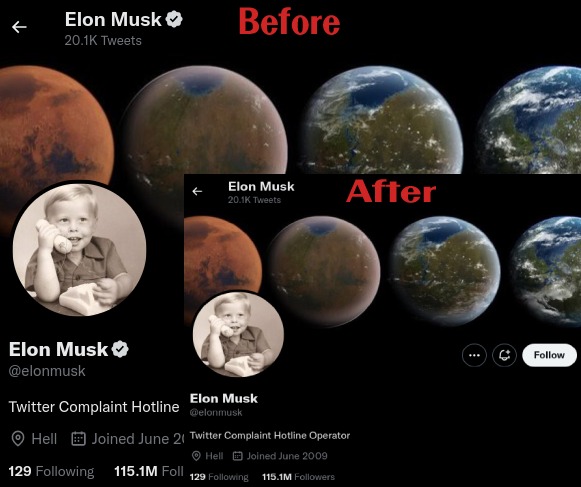 Elon Musk
20.1K Tweets
Before
Elon Musk
@elonmusk
Twitter Complaint Hotline
Hell Joined June 20
129 Following 115.1M Foll
Elon Musk
20.1K Tweets
After
Follow
Elon Musk
@elonmusk
Twitter Complaint Hotline Operator
Hell Joined June 2009
129 Following 115.1M Followers